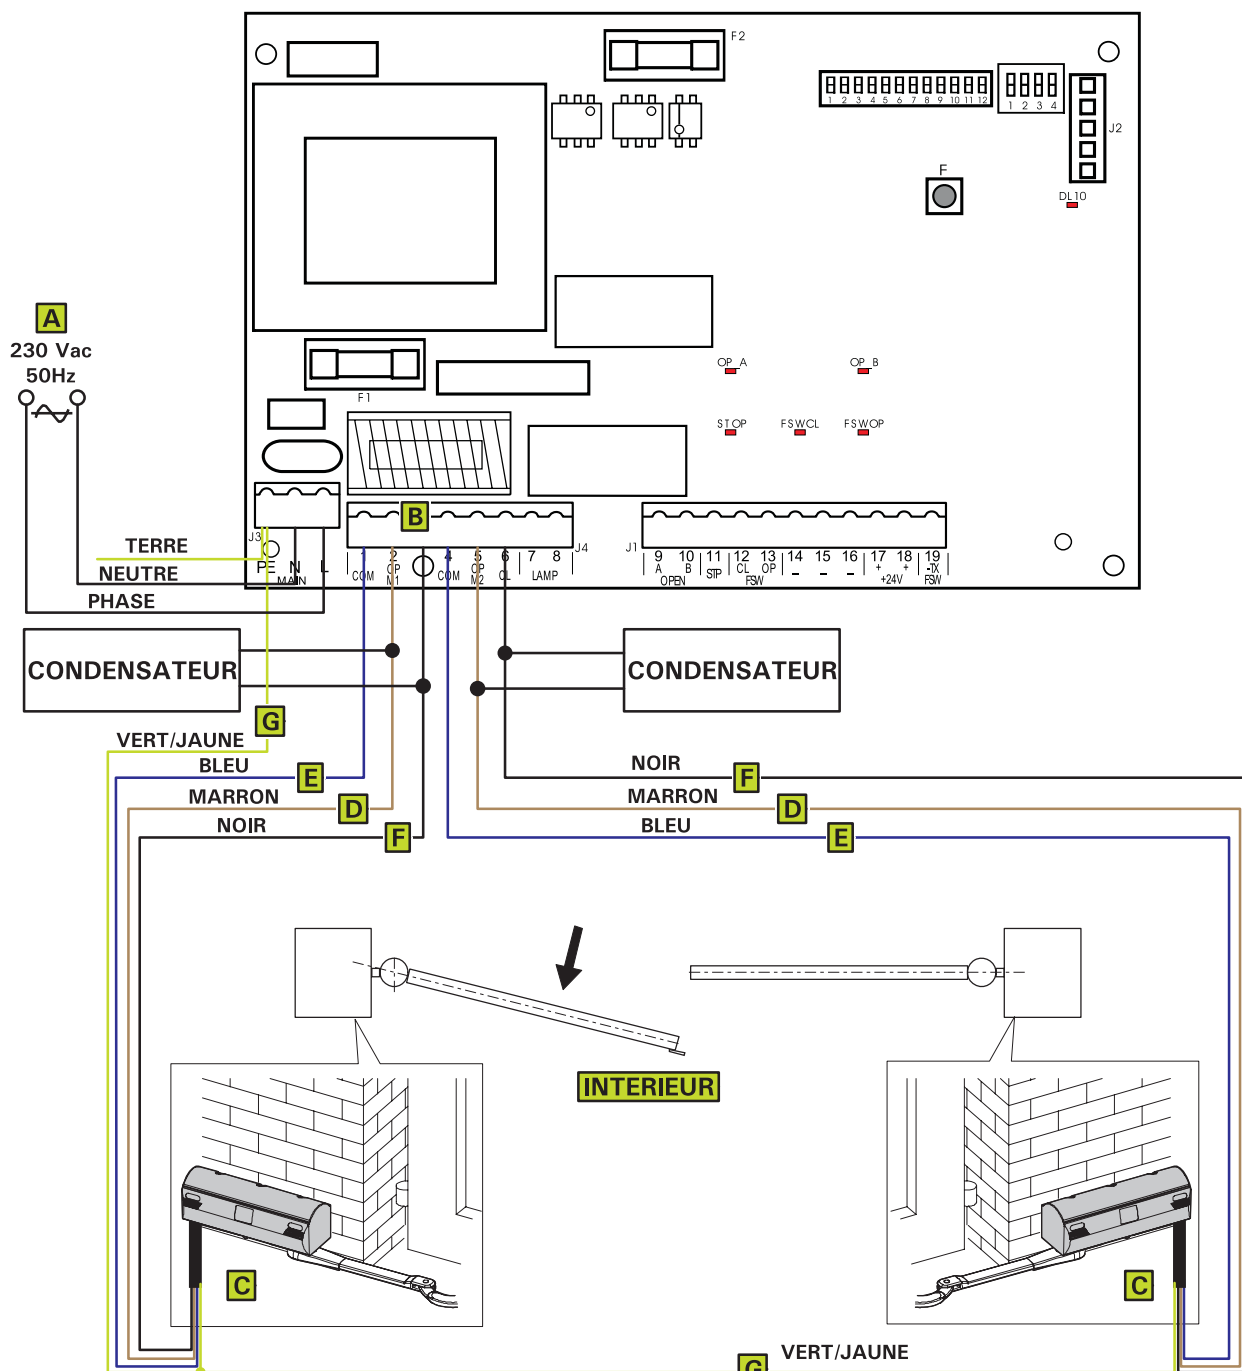 F2
1 2 3 4 5 6 7 8 9 10 11 12
1 2 3 4
J2
F
DL10
A
230 Vac
50Hz
F1
OP_A
OP_B
STOP
FSWCL
FSWOP
B
J3
J4
J1
TERRE
NEUTRE
PHASE
PE N L
MAIN
1 2 4 5 6 7 8
COM OP M1 COM OP M2 CL LAMP
9 10 11 12 13 14 15 16 17 18 19
A B STP CL OP - - - + + -TX
OPEN FSW +24V FSW
CONDENSATEUR
CONDENSATEUR
G
VERT/JAUNE
BLEU
E
MARRON
D
NOIR
F
NOIR
F
MARRON
D
BLEU
E
INTERIEUR
C
C
VERT/JAUNE
G